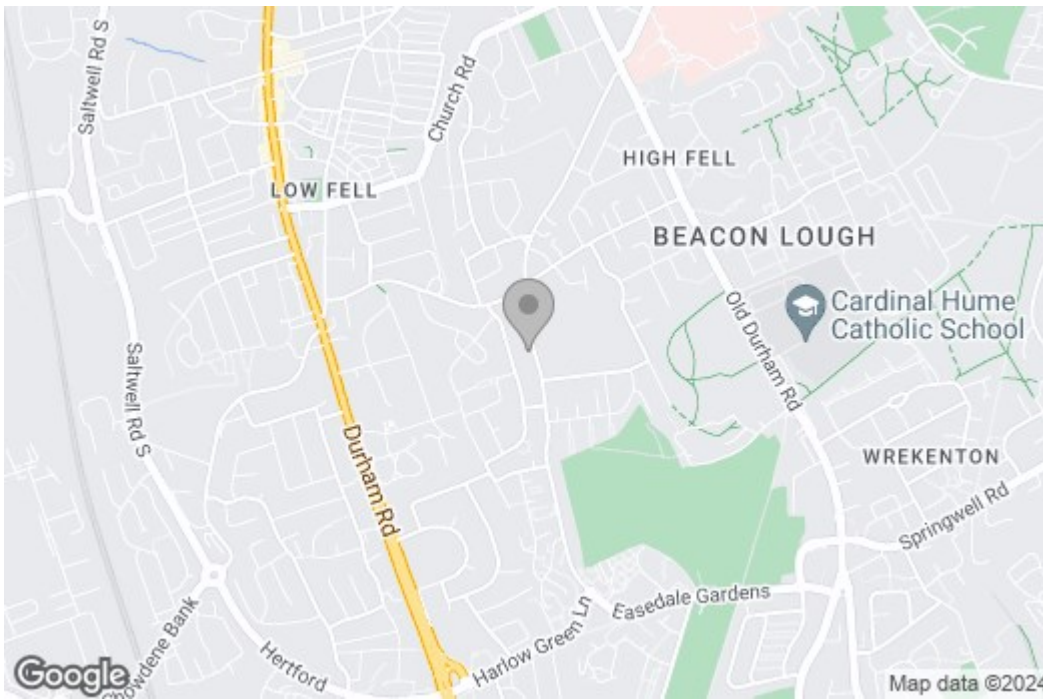 Saltwell Rd S
Church Rd
HIGH FELL
LOW FELL
BEACON LOUGH
Cardinal Hume
Catholic School
Old Durham Rd
Saltwell Rd S
Durham Rd
WREKENTON
Springwell Rd
Easedale Gardens
Harlow Green Ln
Chowdene Bank
Hertford
Google
Map data ©2024